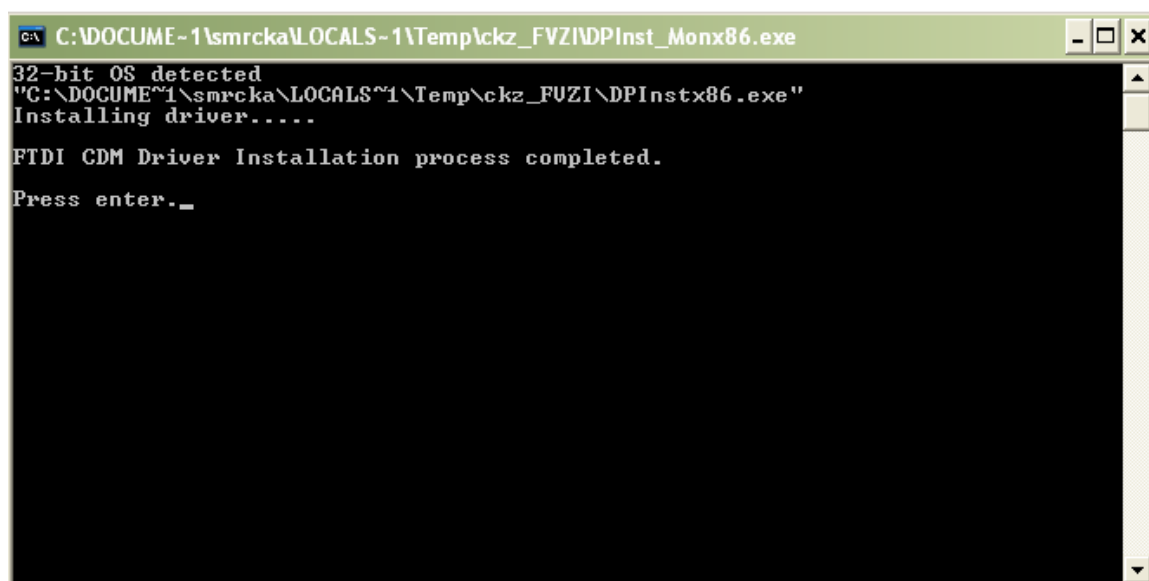 C:\DOCUME~1\smrcka\LOCALS~1\Temp\ckz_FVZI\DPInst_Monx86.exe
32-bit OS detected
"C:\DOCUME~1\smrcka\LOCALS~1\Temp\ckz_FVZI\DPInstx86.exe"
Installing driver.....
FTDI CDM Driver Installation process completed.
Press enter._